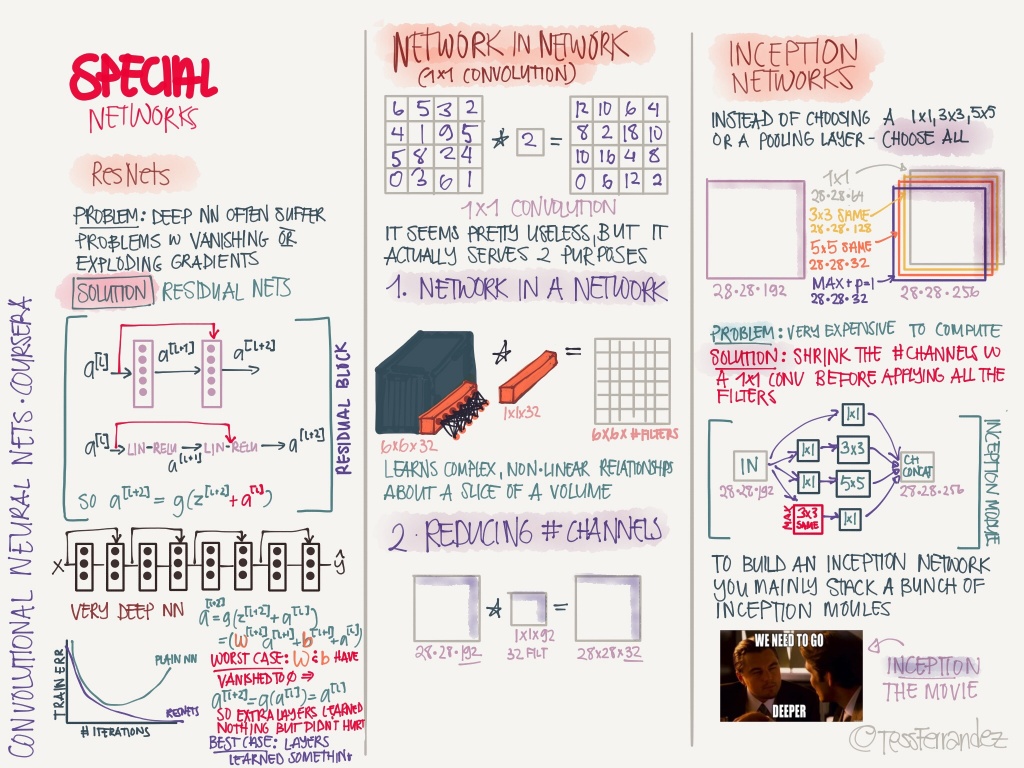 CONVOLUTIONAL NEURAL NETS · COURSERA
SPECIAL
NETWORKS
ResNets
PROBLEM: DEEP NN OFTEN SUFFER
PROBLEMS W VANISHING OR
EXPLODING GRADIENTS
SOLUTION RESIDUAL NETS
a[l] a[l+1] a[l+2]
a[l] LIN-RELU LIN-RELU a[l+2]
a[l+1]
SO a[l+2] = g(z[l+2] + a[l])
RESIDUAL BLOCK
X ŷ
VERY DEEP NN
a[l+2] = g(z[l+2] + a[l])
= (W[l+2] a[l+1] + b[l+2] + a[l])
WORST CASE: W & b HAVE
VANISHED TO 0 ⇒
a[l+2] = g(a[l]) = a[l]
SO EXTRA LAYERS LEARNED
NOTHING BUT DIDN'T HURT
BEST CASE: LAYERS
LEARNED SOMETHIN
TRAIN ERR
PLAIN NN
RESNETS
# ITERATIONS
NETWORK IN NETWORK
(1x1 CONVOLUTION)
6 5 3 2 12 10 6 4
4 1 9 5 8 2 18 10
5 8 2 4 10 16 4 8
0 3 6 1 0 6 12 2
* 2 =
1x1 CONVOLUTION
IT SEEMS PRETTY USELESS, BUT IT
ACTUALLY SERVES 2 PURPOSES
1. NETWORK IN A NETWORK
* =
6x6x32
1x1x32
6x6x#FILTERS
LEARNS COMPLEX, NON-LINEAR RELATIONSHIPS
ABOUT A SLICE OF A VOLUME
2. REDUCING # CHANNELS
* =
28·28·192
1x1x92
32 FILT
28x28x32
INCEPTION
NETWORKS
INSTEAD OF CHOOSING A 1x1, 3x3, 5x5
OR A POOLING LAYER - CHOOSE ALL
1x1
28·28·64
3x3 SAME
28·28·128
5x5 SAME
28·28·32
MAX + p=1
28·28·32
28·28·192
28·28·256
PROBLEM: VERY EXPENSIVE TO COMPUTE
SOLUTION: SHRINK THE #CHANNELS W
A 1x1 CONV BEFORE APPLYING ALL THE
FILTERS
1x1
1x1 3x3
IN
28·28·192
1x1 5x5
CH
CONCAT
28·28·256
MAX
3x3
SAME
1x1
INCEPTION MODULE
TO BUILD AN INCEPTION NETWORK
YOU MAINLY STACK A BUNCH OF
INCEPTION MOULES
WE NEED TO GO
DEEPER
INCEPTION
THE MOVIE
©TessFerrandez